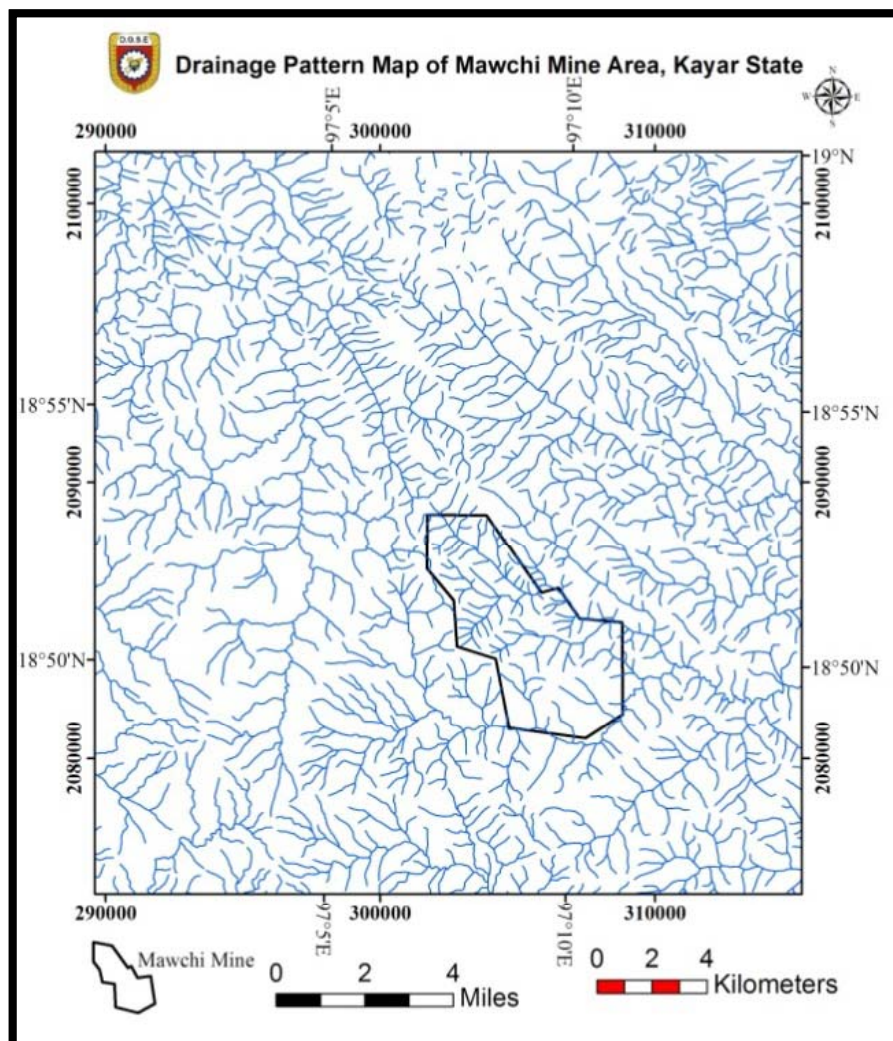 D.G.S.E
Drainage Pattern Map of Mawchi Mine Area, Kayar State
N
W E
S
97°5'E 97°10'E
290000 300000 310000
19°N
2100000 2100000
18°55'N 18°55'N
2090000 2090000
18°50'N 18°50'N
2080000 2080000
290000 300000 310000
97°5'E 97°10'E
Mawchi Mine
0 2 4
Miles
0 2 4
Kilometers